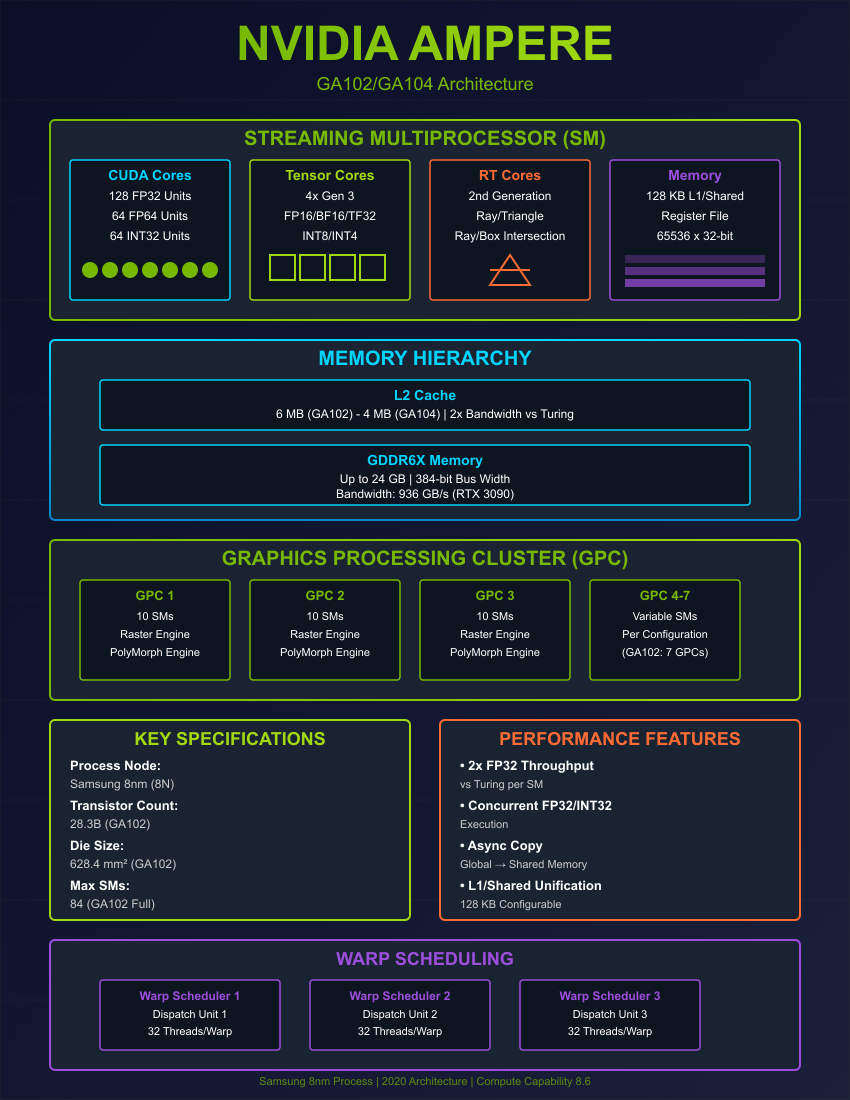 NVIDIA AMPERE
GA102/GA104 Architecture
STREAMING MULTIPROCESSOR (SM)
CUDA Cores
128 FP32 Units
64 FP64 Units
64 INT32 Units
Tensor Cores
4x Gen 3
FP16/BF16/TF32
INT8/INT4
RT Cores
2nd Generation
Ray/Triangle
Ray/Box Intersection
Memory
128 KB L1/Shared
Register File
65536 x 32-bit
MEMORY HIERARCHY
L2 Cache
6 MB (GA102) - 4 MB (GA104) | 2x Bandwidth vs Turing
GDDR6X Memory
Up to 24 GB | 384-bit Bus Width
Bandwidth: 936 GB/s (RTX 3090)
GRAPHICS PROCESSING CLUSTER (GPC)
GPC 1
10 SMs
Raster Engine
PolyMorph Engine
GPC 2
10 SMs
Raster Engine
PolyMorph Engine
GPC 3
10 SMs
Raster Engine
PolyMorph Engine
GPC 4-7
Variable SMs
Per Configuration
(GA102: 7 GPCs)
KEY SPECIFICATIONS
Process Node:
Samsung 8nm (8N)
Transistor Count:
28.3B (GA102)
Die Size:
628.4 mm² (GA102)
Max SMs:
84 (GA102 Full)
PERFORMANCE FEATURES
• 2x FP32 Throughput
vs Turing per SM
• Concurrent FP32/INT32
Execution
• Async Copy
Global → Shared Memory
• L1/Shared Unification
128 KB Configurable
WARP SCHEDULING
Warp Scheduler 1
Dispatch Unit 1
32 Threads/Warp
Warp Scheduler 2
Dispatch Unit 2
32 Threads/Warp
Warp Scheduler 3
Dispatch Unit 3
32 Threads/Warp
Samsung 8nm Process | 2020 Architecture | Compute Capability 8.6